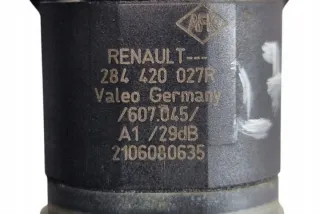 RENAULT---
284 420 027R
Valeo Germany
/607.045/
A1 /29dB
2106080635